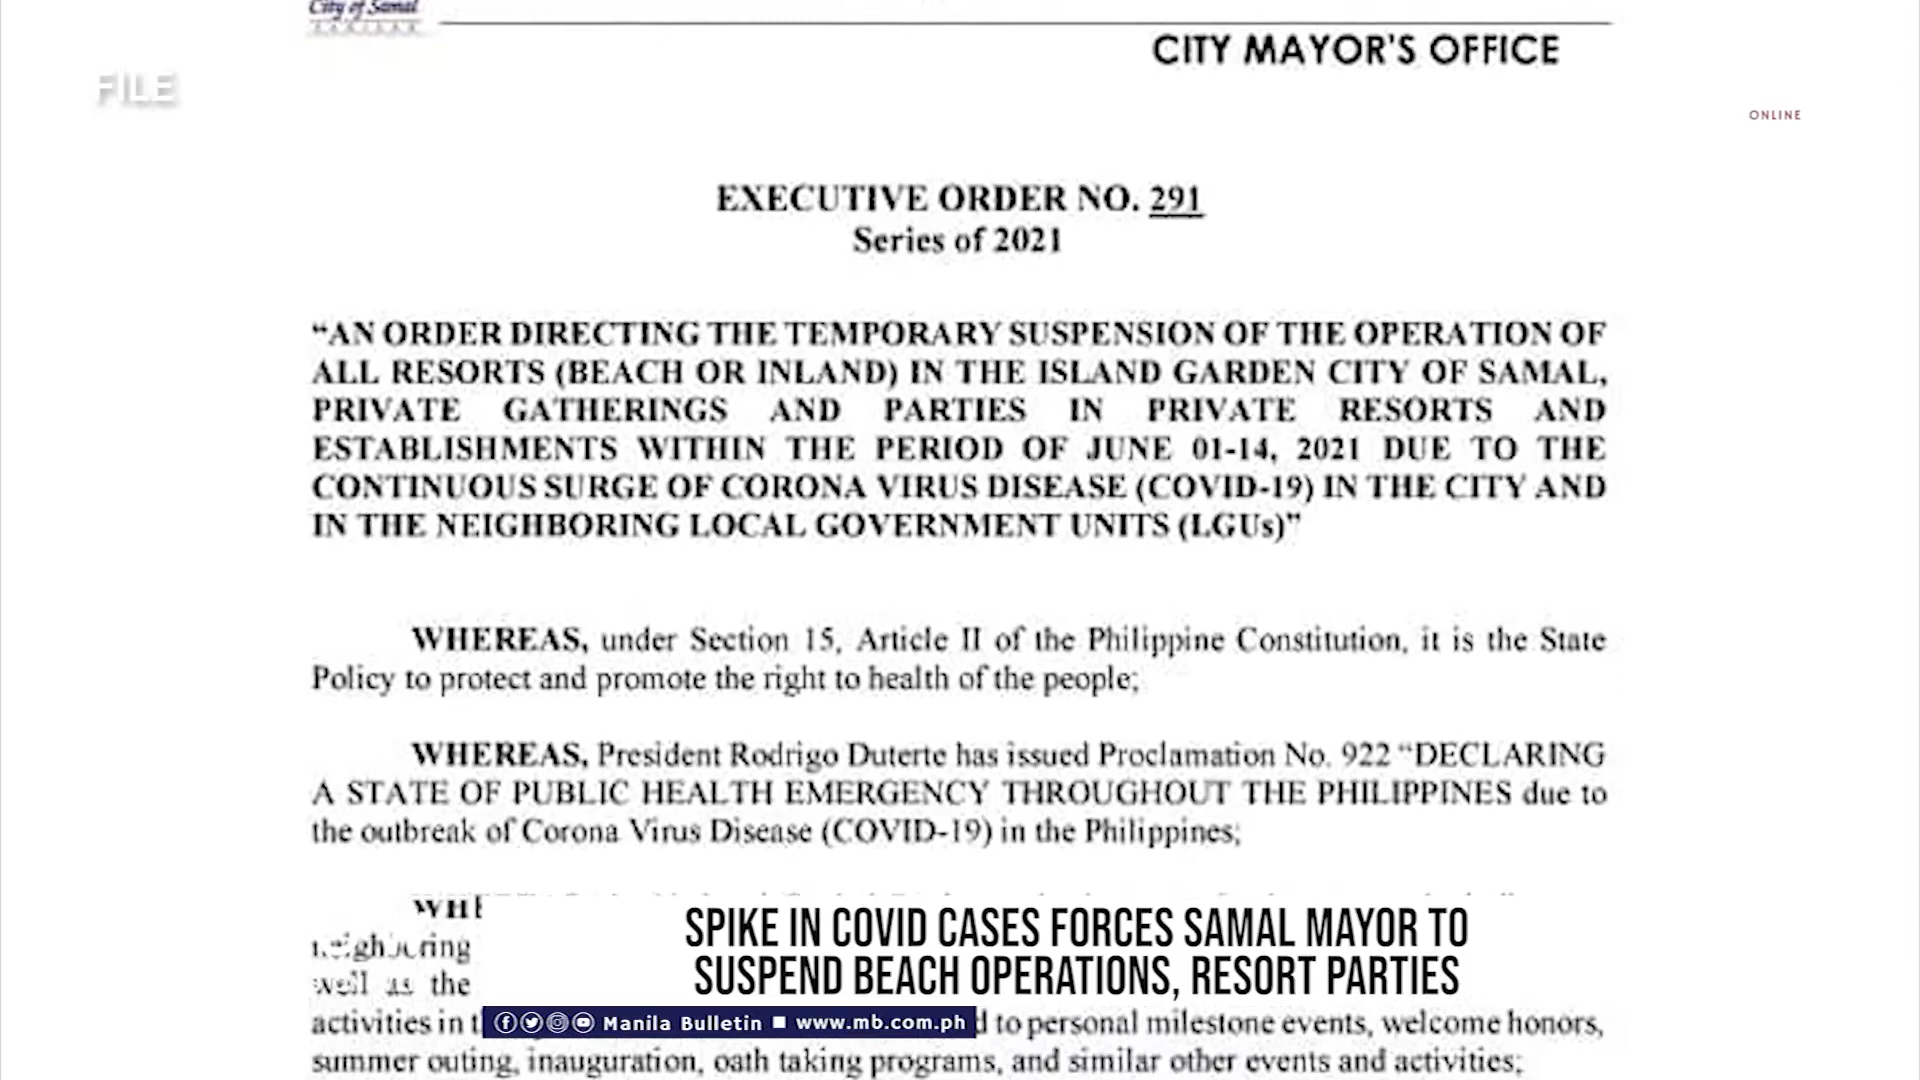 City of Samal
CITY MAYOR'S OFFICE
FILE
ONLINE
EXECUTIVE ORDER NO. 291
Series of 2021
“AN ORDER DIRECTING THE TEMPORARY SUSPENSION OF THE OPERATION OF
ALL RESORTS (BEACH OR INLAND) IN THE ISLAND GARDEN CITY OF SAMAL,
PRIVATE GATHERINGS AND PARTIES IN PRIVATE RESORTS AND
ESTABLISHMENTS WITHIN THE PERIOD OF JUNE 01-14, 2021 DUE TO THE
CONTINUOUS SURGE OF CORONA VIRUS DISEASE (COVID-19) IN THE CITY AND
IN THE NEIGHBORING LOCAL GOVERNMENT UNITS (LGUs)”
WHEREAS, under Section 15, Article II of the Philippine Constitution, it is the State
Policy to protect and promote the right to health of the people;
WHEREAS, President Rodrigo Duterte has issued Proclamation No. 922 “DECLARING
A STATE OF PUBLIC HEALTH EMERGENCY THROUGHOUT THE PHILIPPINES due to
the outbreak of Corona Virus Disease (COVID-19) in the Philippines;
neighboring
well as the
activities in
to personal milestone events, welcome honors,
summer outing, inauguration, oath taking programs, and similar other events and activities;
SPIKE IN COVID CASES FORCES SAMAL MAYOR TO
SUSPEND BEACH OPERATIONS, RESORT PARTIES
Manila Bulletin ■ www.mb.com.ph